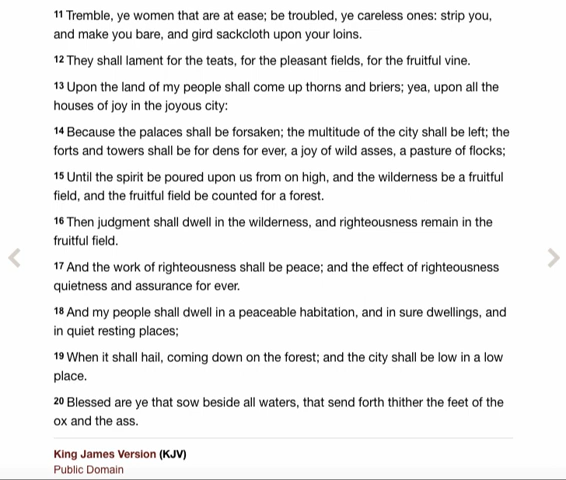 11 Tremble, ye women that are at ease; be troubled, ye careless ones: strip you,
and make you bare, and gird sackcloth upon your loins.
12 They shall lament for the teats, for the pleasant fields, for the fruitful vine.
13 Upon the land of my people shall come up thorns and briers; yea, upon all the
houses of joy in the joyous city:
14 Because the palaces shall be forsaken; the multitude of the city shall be left; the
forts and towers shall be for dens for ever, a joy of wild asses, a pasture of flocks;
15 Until the spirit be poured upon us from on high, and the wilderness be a fruitful
field, and the fruitful field be counted for a forest.
16 Then judgment shall dwell in the wilderness, and righteousness remain in the
fruitful field.
17 And the work of righteousness shall be peace; and the effect of righteousness
quietness and assurance for ever.
18 And my people shall dwell in a peaceable habitation, and in sure dwellings, and
in quiet resting places;
19 When it shall hail, coming down on the forest; and the city shall be low in a low
place.
20 Blessed are ye that sow beside all waters, that send forth thither the feet of the
ox and the ass.
King James Version (KJV)
Public Domain